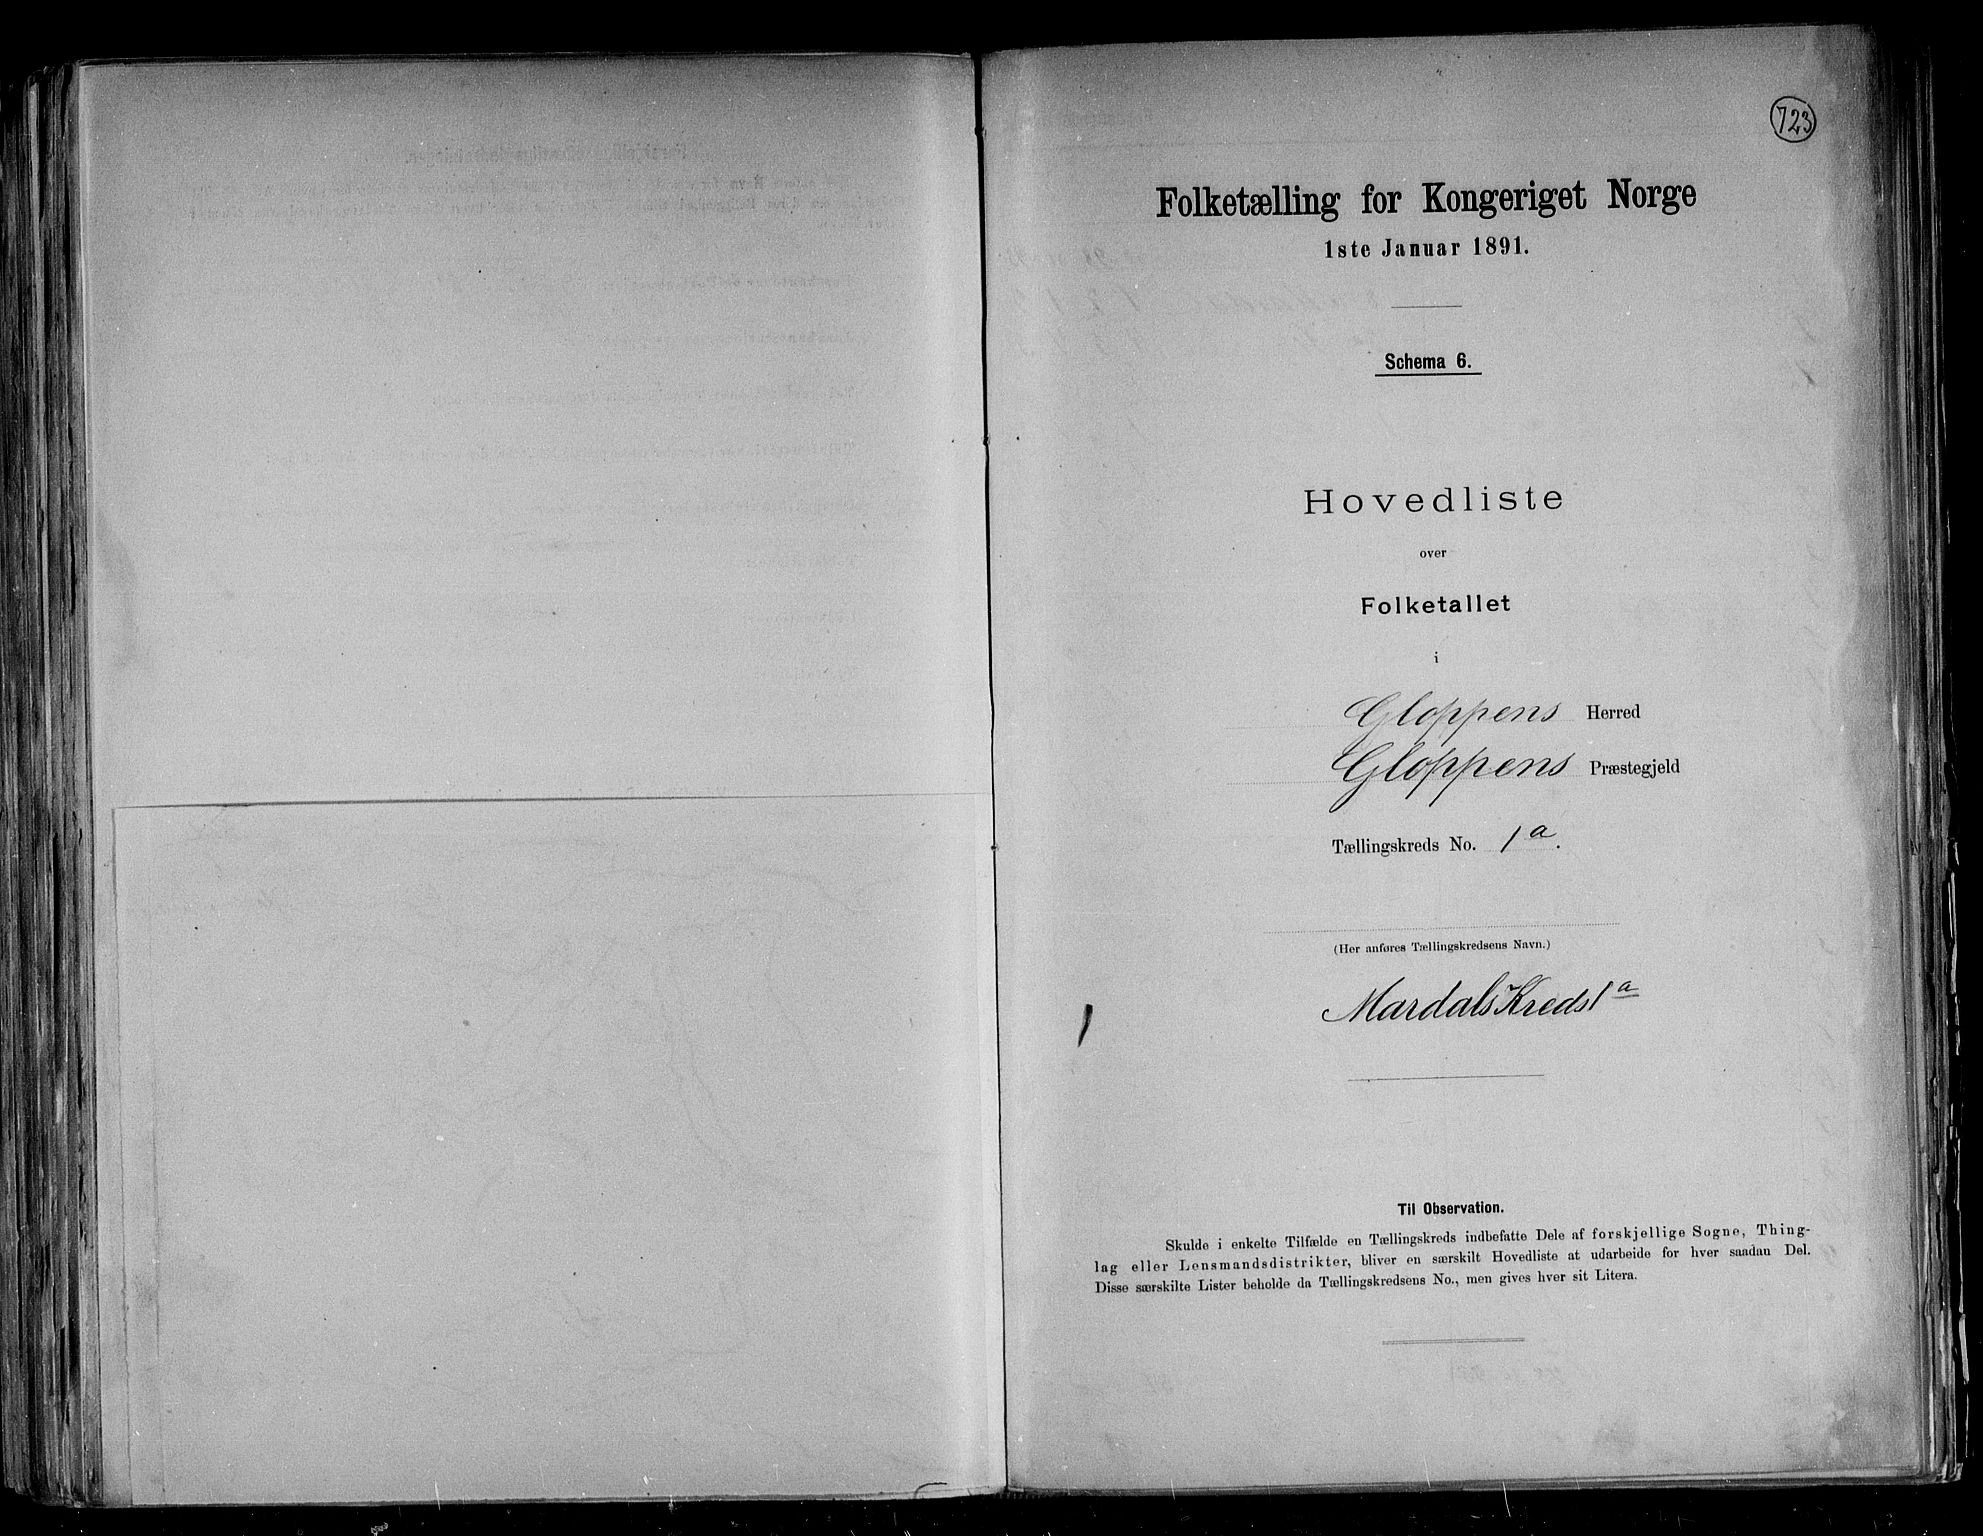 723
Folketælling for Kongeriget Norge
1ste Januar 1891.
Schema 6.
Hovedliste
over
Folketallet
i
Gloppens Herred
Gloppens Præstegjeld
Tællingskreds No. 1a.
(Her anføres Tællingskredsens Navn.)
Mardals Kreds 1a
Til Observation.
Skulde i enkelte Tilfælde en Tællingskreds indbefatte Dele af forskjellige Sogne, Thing-
lag eller Lensmandsdistrikter, bliver en særskilt Hovedliste at udarbeide for hver saadan Del.
Disse særskilte Lister beholde da Tællingskredsens No., men gives hver sit Litera.